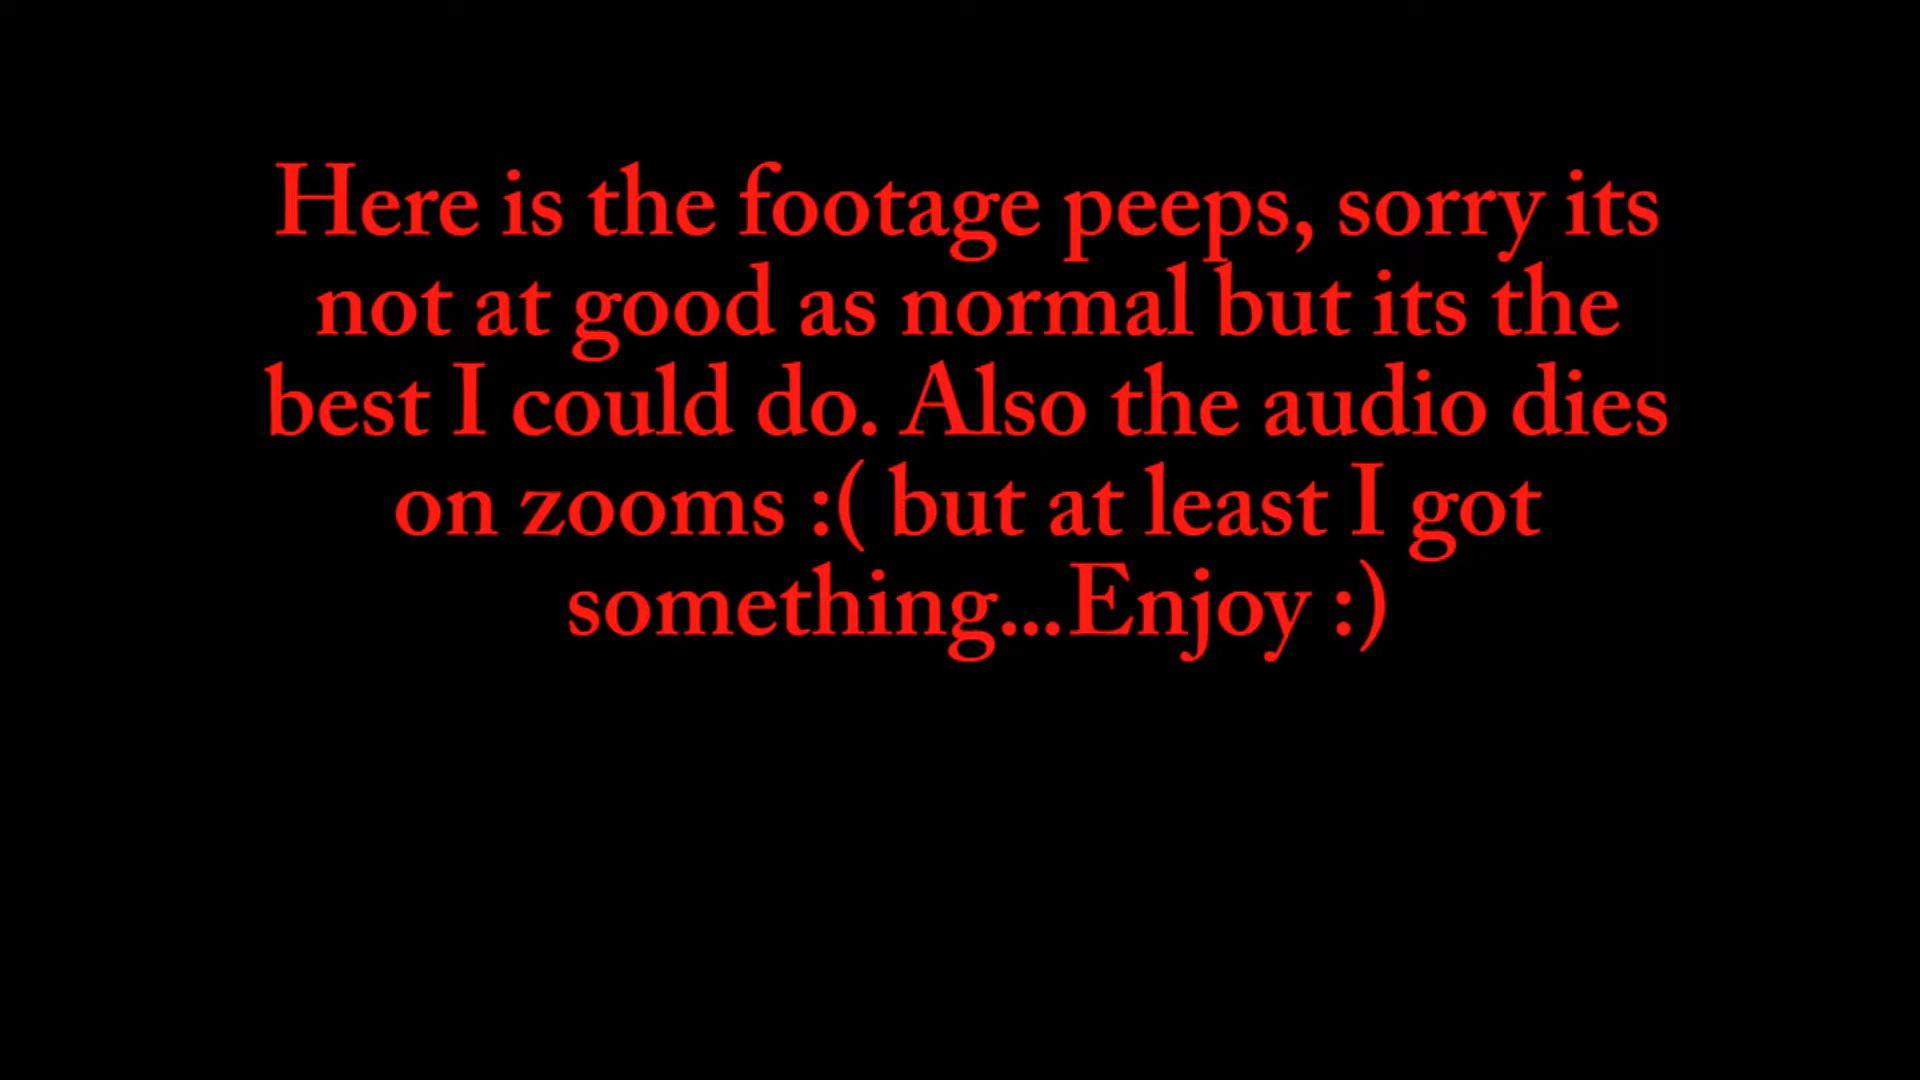 Here is the footage peeps, sorry its
not at good as normal but its the
best I could do. Also the audio dies
on zooms :( but at least I got
something...Enjoy :)